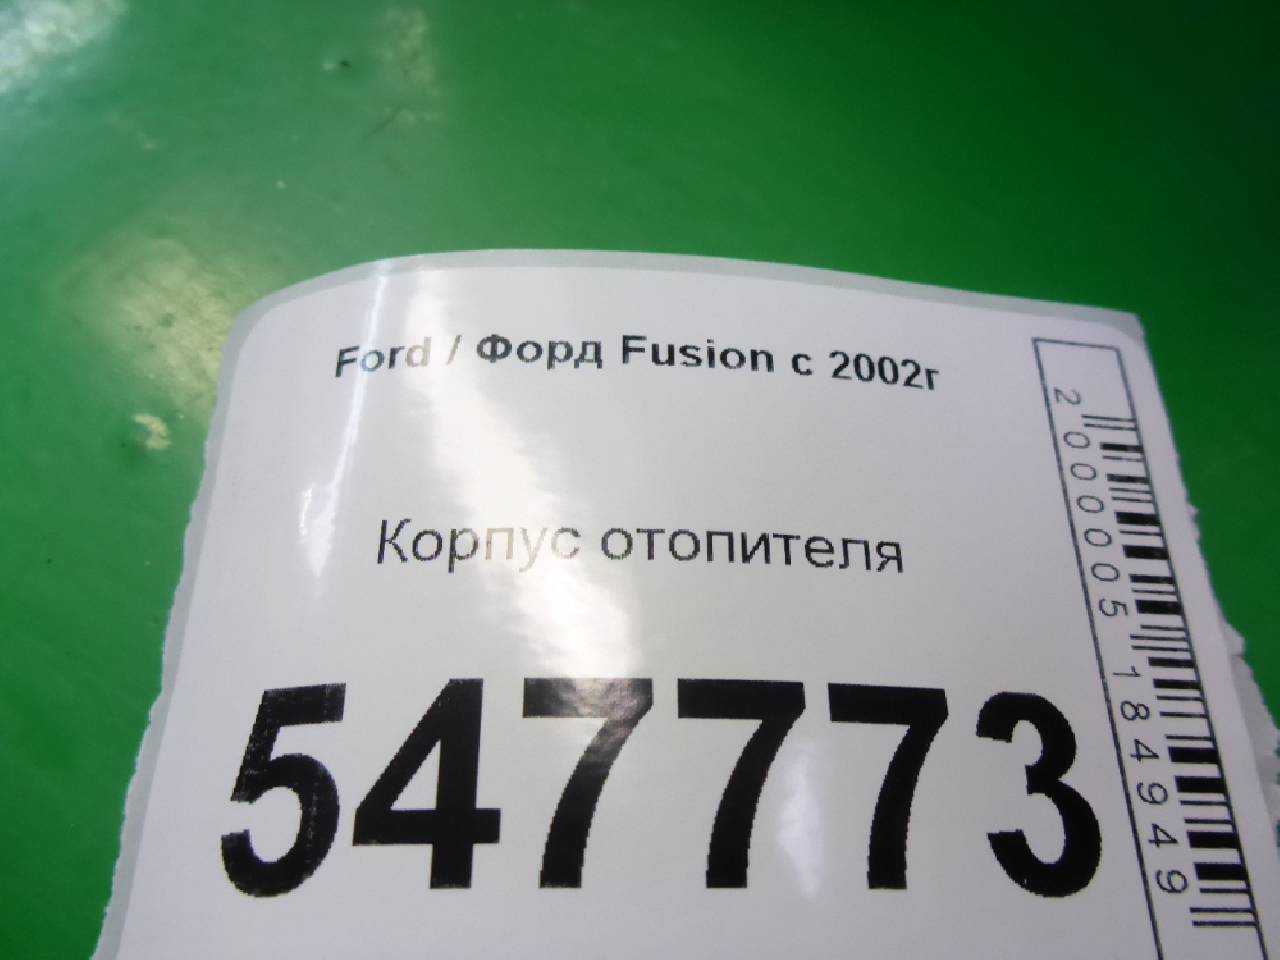 Ford / Форд Fusion с 2002г
Корпус отопителя
547773
2000005184949